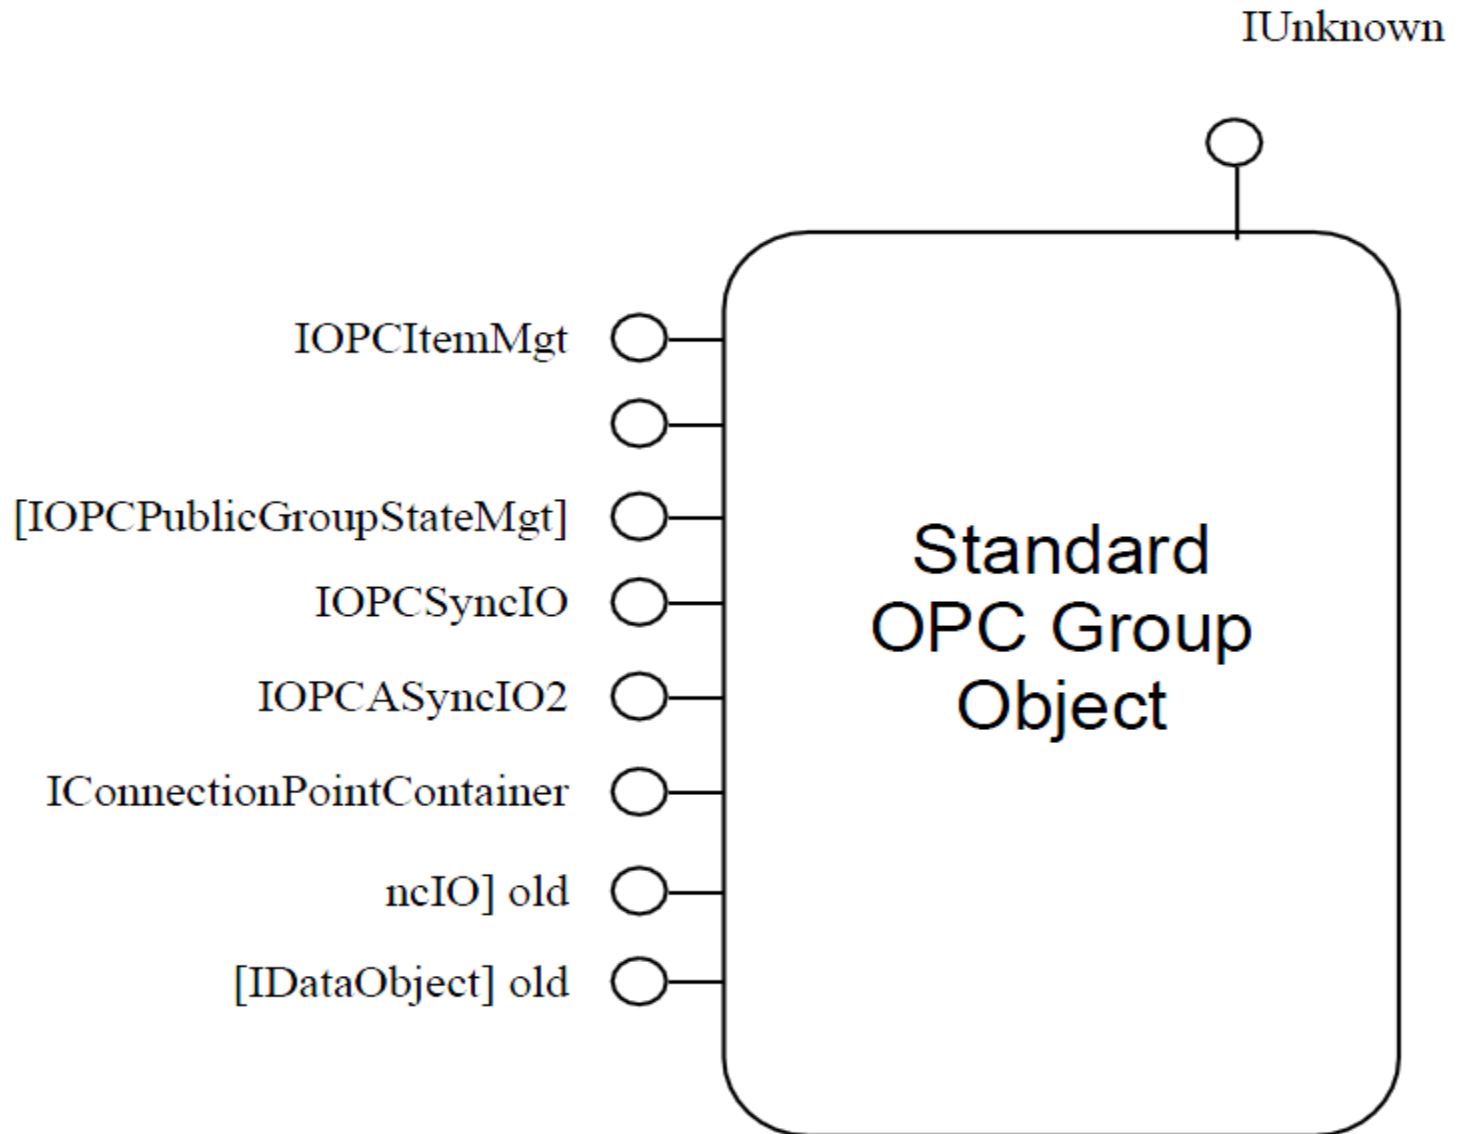 IUnknown
IOPCItemMgt
[IOPCPublicGroupStateMgt]
IOPCSyncIO
IOPCASyncIO2
IConnectionPointContainer
ncIO] old
[IDataObject] old
Standard
OPC Group
Object